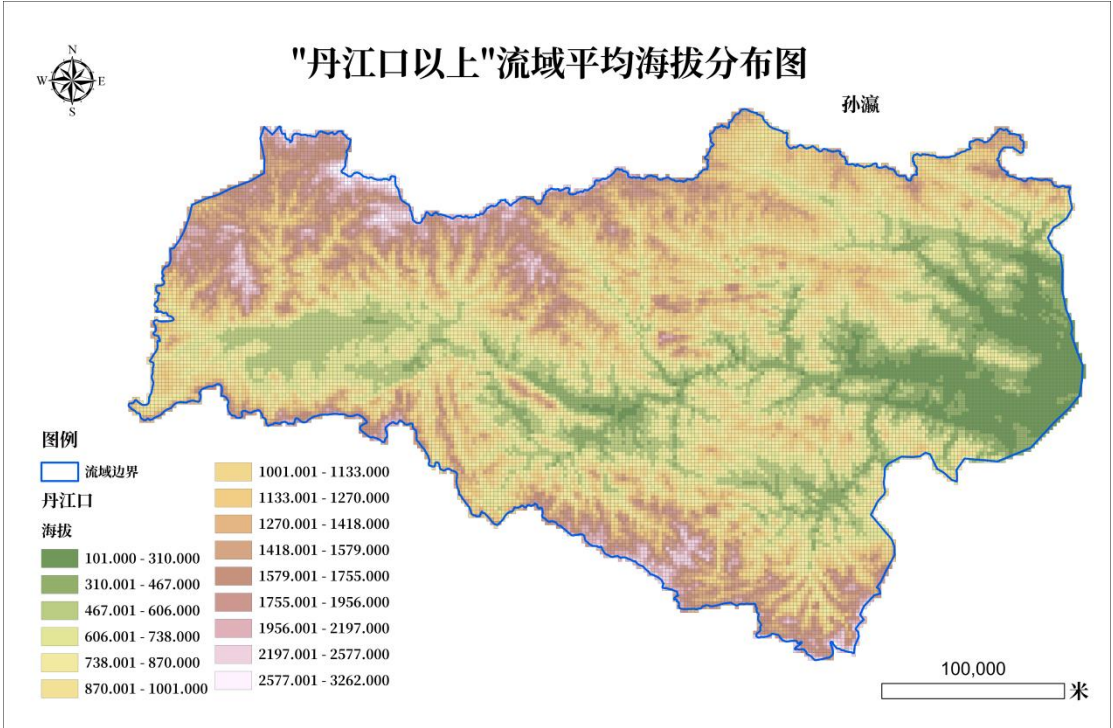 "丹江口以上"流域平均海拔分布图
孙瀛
N
W E
S
图例
流域边界
丹江口
海拔
101.000 - 310.000
310.001 - 467.000
467.001 - 606.000
606.001 - 738.000
738.001 - 870.000
870.001 - 1001.000
1001.001 - 1133.000
1133.001 - 1270.000
1270.001 - 1418.000
1418.001 - 1579.000
1579.001 - 1755.000
1755.001 - 1956.000
1956.001 - 2197.000
2197.001 - 2577.000
2577.001 - 3262.000
100,000
米